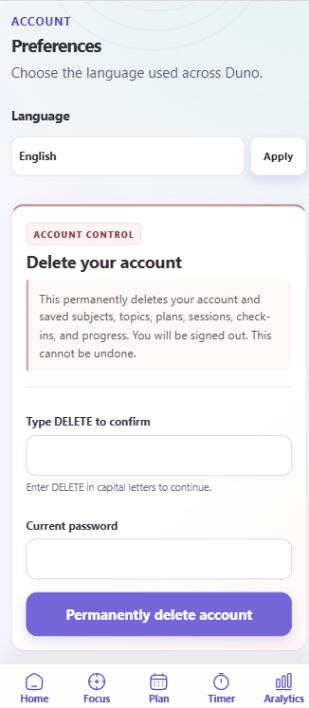 ACCOUNT
Preferences
Choose the language used across Duno.
Language
English
Apply
ACCOUNT CONTROL
Delete your account
This permanently deletes your account and
saved subjects, topics, plans, sessions, check-
ins, and progress. You will be signed out. This
cannot be undone.
Type DELETE to confirm
Enter DELETE in capital letters to continue.
Current password
Permanently delete account
Home
Focus
Plan
Timer
Analytics